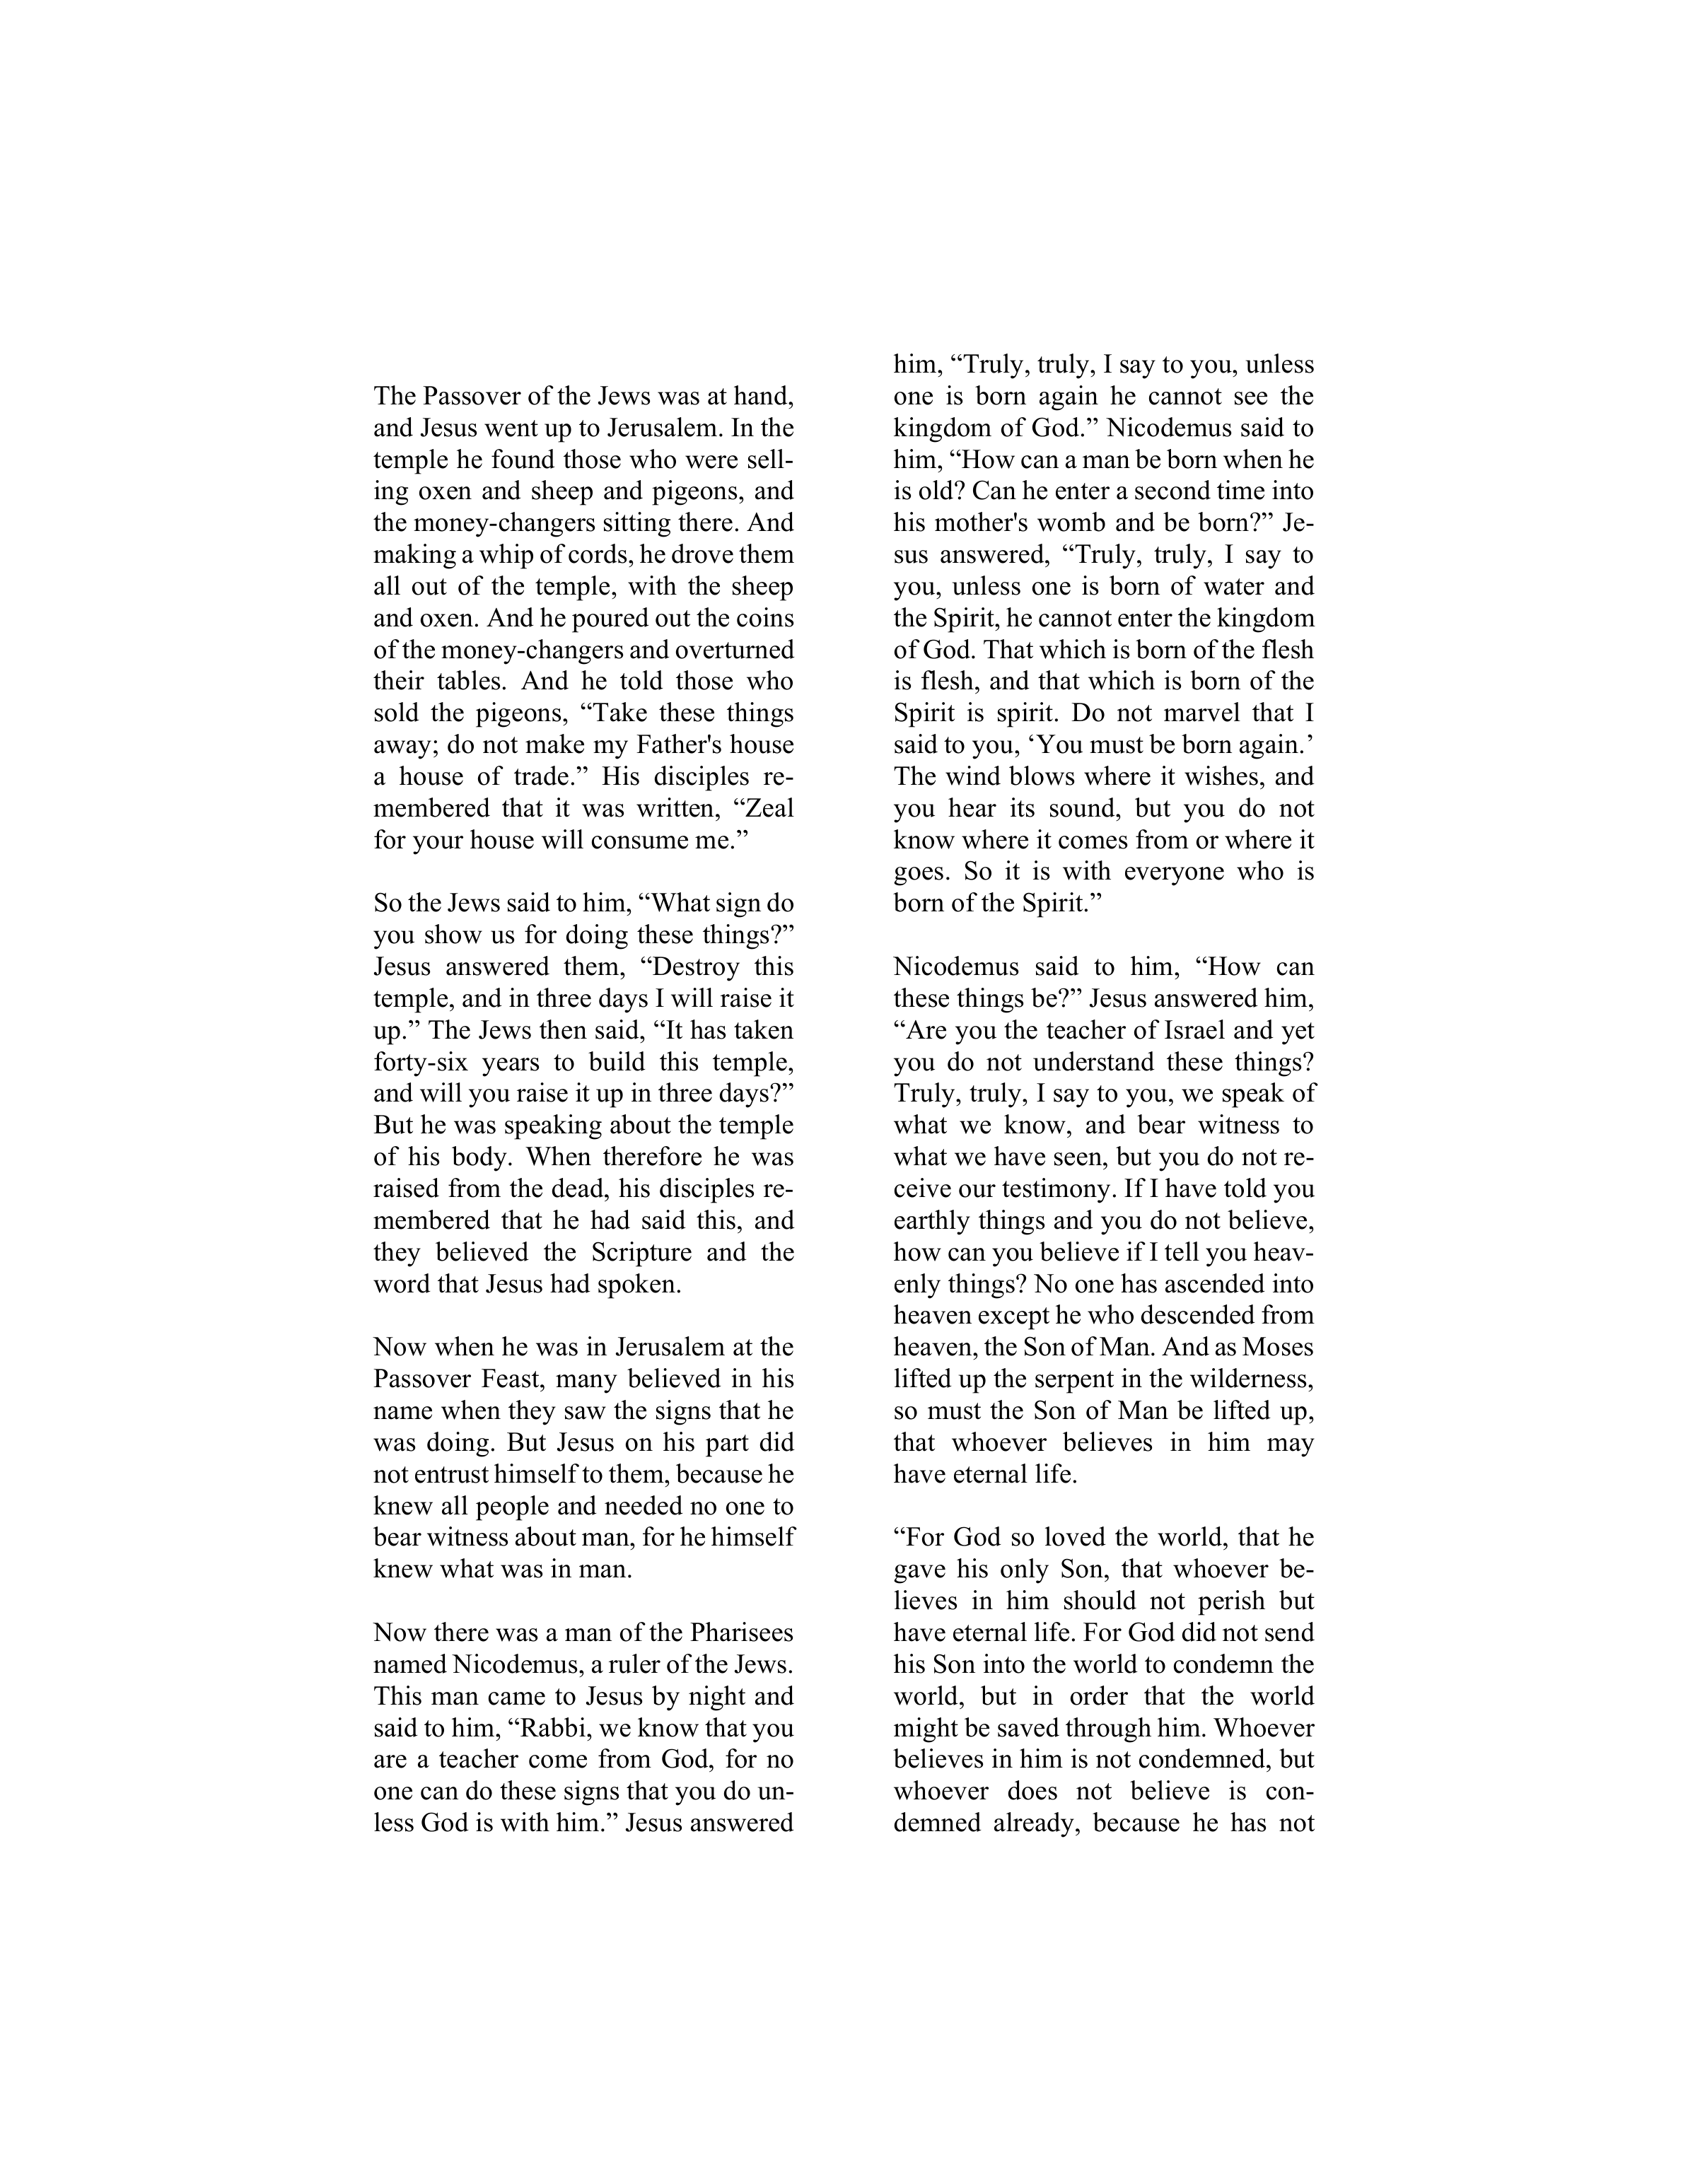 The Passover of the Jews was at hand,
and Jesus went up to Jerusalem. In the
temple he found those who were sell-
ing oxen and sheep and pigeons, and
the money-changers sitting there. And
making a whip of cords, he drove them
all out of the temple, with the sheep
and oxen. And he poured out the coins
of the money-changers and overturned
their tables. And he told those who
sold the pigeons, “Take these things
away; do not make my Father's house
a house of trade.” His disciples re-
membered that it was written, “Zeal
for your house will consume me.”

So the Jews said to him, “What sign do
you show us for doing these things?”
Jesus answered them, “Destroy this
temple, and in three days I will raise it
up.” The Jews then said, “It has taken
forty-six years to build this temple,
and will you raise it up in three days?”
But he was speaking about the temple
of his body. When therefore he was
raised from the dead, his disciples re-
membered that he had said this, and
they believed the Scripture and the
word that Jesus had spoken.

Now when he was in Jerusalem at the
Passover Feast, many believed in his
name when they saw the signs that he
was doing. But Jesus on his part did
not entrust himself to them, because he
knew all people and needed no one to
bear witness about man, for he himself
knew what was in man.

Now there was a man of the Pharisees
named Nicodemus, a ruler of the Jews.
This man came to Jesus by night and
said to him, “Rabbi, we know that you
are a teacher come from God, for no
one can do these signs that you do un-
less God is with him.” Jesus answered
him, “Truly, truly, I say to you, unless
one is born again he cannot see the
kingdom of God.” Nicodemus said to
him, “How can a man be born when he
is old? Can he enter a second time into
his mother's womb and be born?” Je-
sus answered, “Truly, truly, I say to
you, unless one is born of water and
the Spirit, he cannot enter the kingdom
of God. That which is born of the flesh
is flesh, and that which is born of the
Spirit is spirit. Do not marvel that I
said to you, ‘You must be born again.’
The wind blows where it wishes, and
you hear its sound, but you do not
know where it comes from or where it
goes. So it is with everyone who is
born of the Spirit.”

Nicodemus said to him, “How can
these things be?” Jesus answered him,
“Are you the teacher of Israel and yet
you do not understand these things?
Truly, truly, I say to you, we speak of
what we know, and bear witness to
what we have seen, but you do not re-
ceive our testimony. If I have told you
earthly things and you do not believe,
how can you believe if I tell you heav-
enly things? No one has ascended into
heaven except he who descended from
heaven, the Son of Man. And as Moses
lifted up the serpent in the wilderness,
so must the Son of Man be lifted up,
that whoever believes in him may
have eternal life.

“For God so loved the world, that he
gave his only Son, that whoever be-
lieves in him should not perish but
have eternal life. For God did not send
his Son into the world to condemn the
world, but in order that the world
might be saved through him. Whoever
believes in him is not condemned, but
whoever does not believe is con-
demned already, because he has not